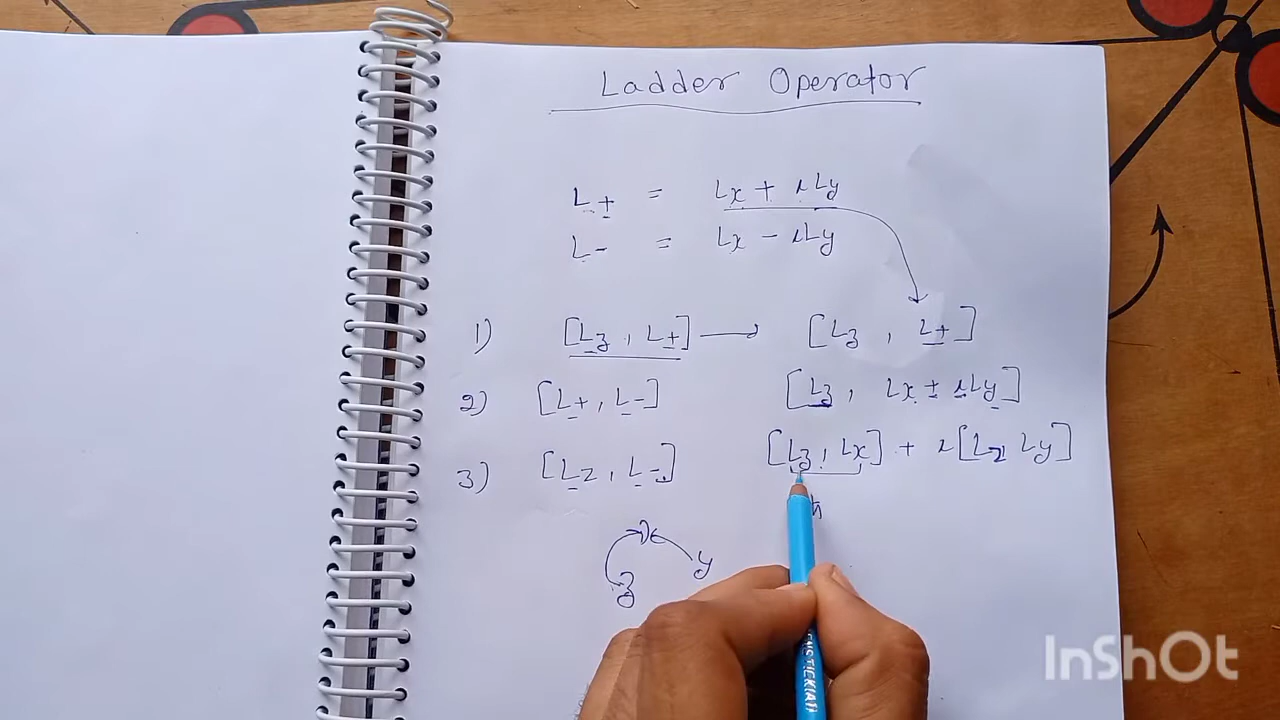 Ladder Operator
L+ = Lx + iLy
L- = Lx - iLy
1) [Lz, L+] → [Lz, L+]
2) [L+, L-] [Lz, Lx ± iLy]
[Lz, Lx] + i[Lz Ly]
3) [Lz, L-]
ħ
x
y
z
InShOt